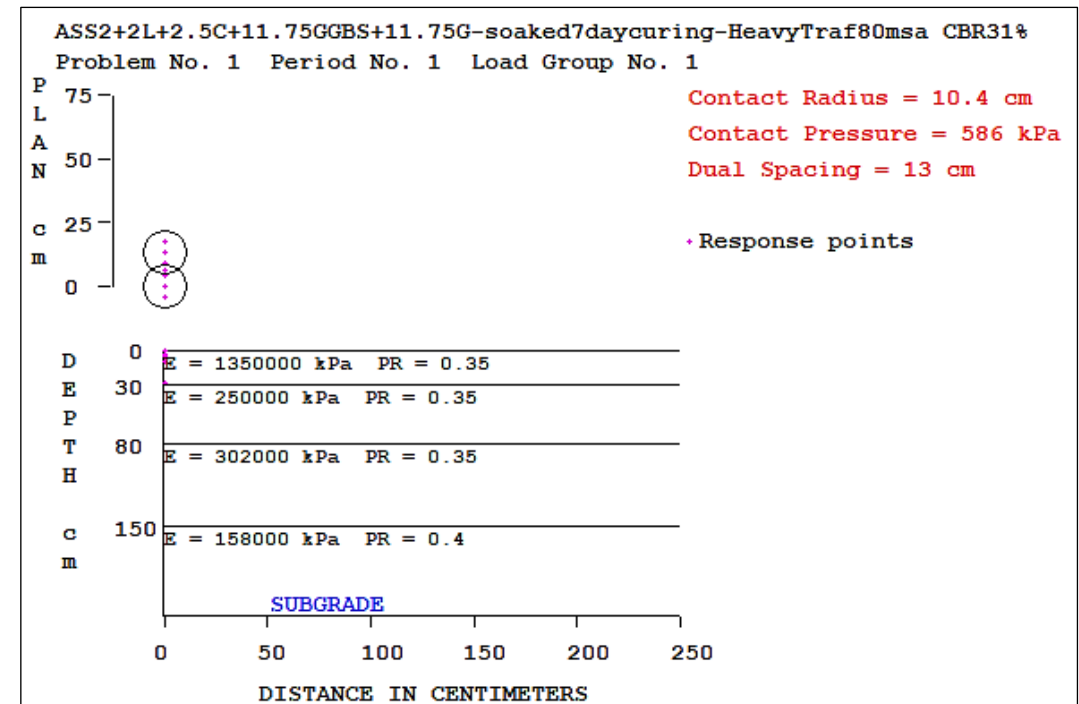 ASS2+2L+2.5C+11.75GGBS+11.75G-soaked7daycuring-HeavyTraf80msa CBR31%
Problem No. 1 Period No. 1 Load Group No. 1
PLAN cm
75
50
25
0
Contact Radius = 10.4 cm
Contact Pressure = 586 kPa
Dual Spacing = 13 cm
Response points
DEPTH cm
0
E = 1350000 kPa PR = 0.35
30
E = 250000 kPa PR = 0.35
80
E = 302000 kPa PR = 0.35
150
E = 158000 kPa PR = 0.4
SUBGRADE
0 50 100 150 200 250
DISTANCE IN CENTIMETERS